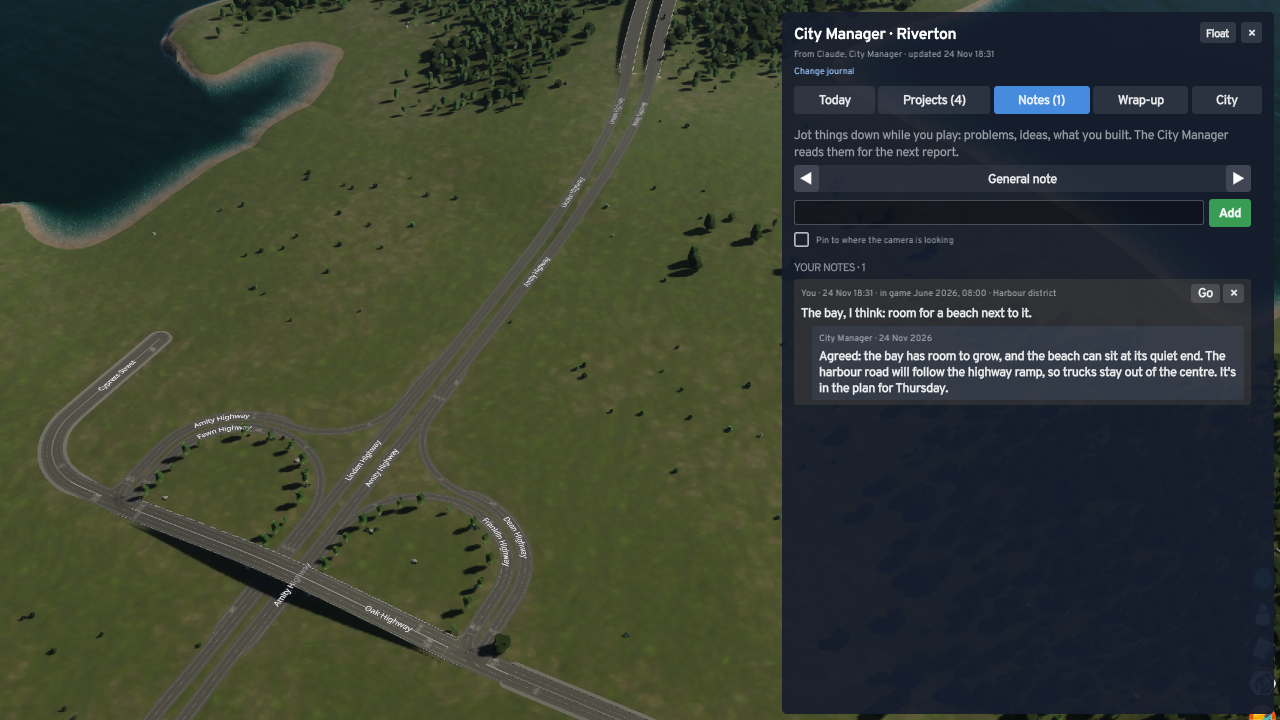 City Manager · Riverton
Float
×
From Claude, City Manager · updated 24 Nov 18:31
Change journal
Today
Projects (4)
Notes (1)
Wrap-up
City
Jot things down while you play: problems, ideas, what you built. The City Manager
reads them for the next report.
◀
General note
▶
Add
Pin to where the camera is looking
YOUR NOTES · 1
You · 24 Nov 18:31 · in game June 2026, 08:00 · Harbour district
Go
×
The bay, I think: room for a beach next to it.
City Manager · 24 Nov 2026
Agreed: the bay has room to grow, and the beach can sit at its quiet end. The
harbour road will follow the highway ramp, so trucks stay out of the centre. It's
in the plan for Thursday.
Amity Highway
Cypress Street
Amity Highway
Fawn Highway
Linden Highway
Amity Highway
Franklin Highway
Dean Highway
Amity Highway
Oak Highway